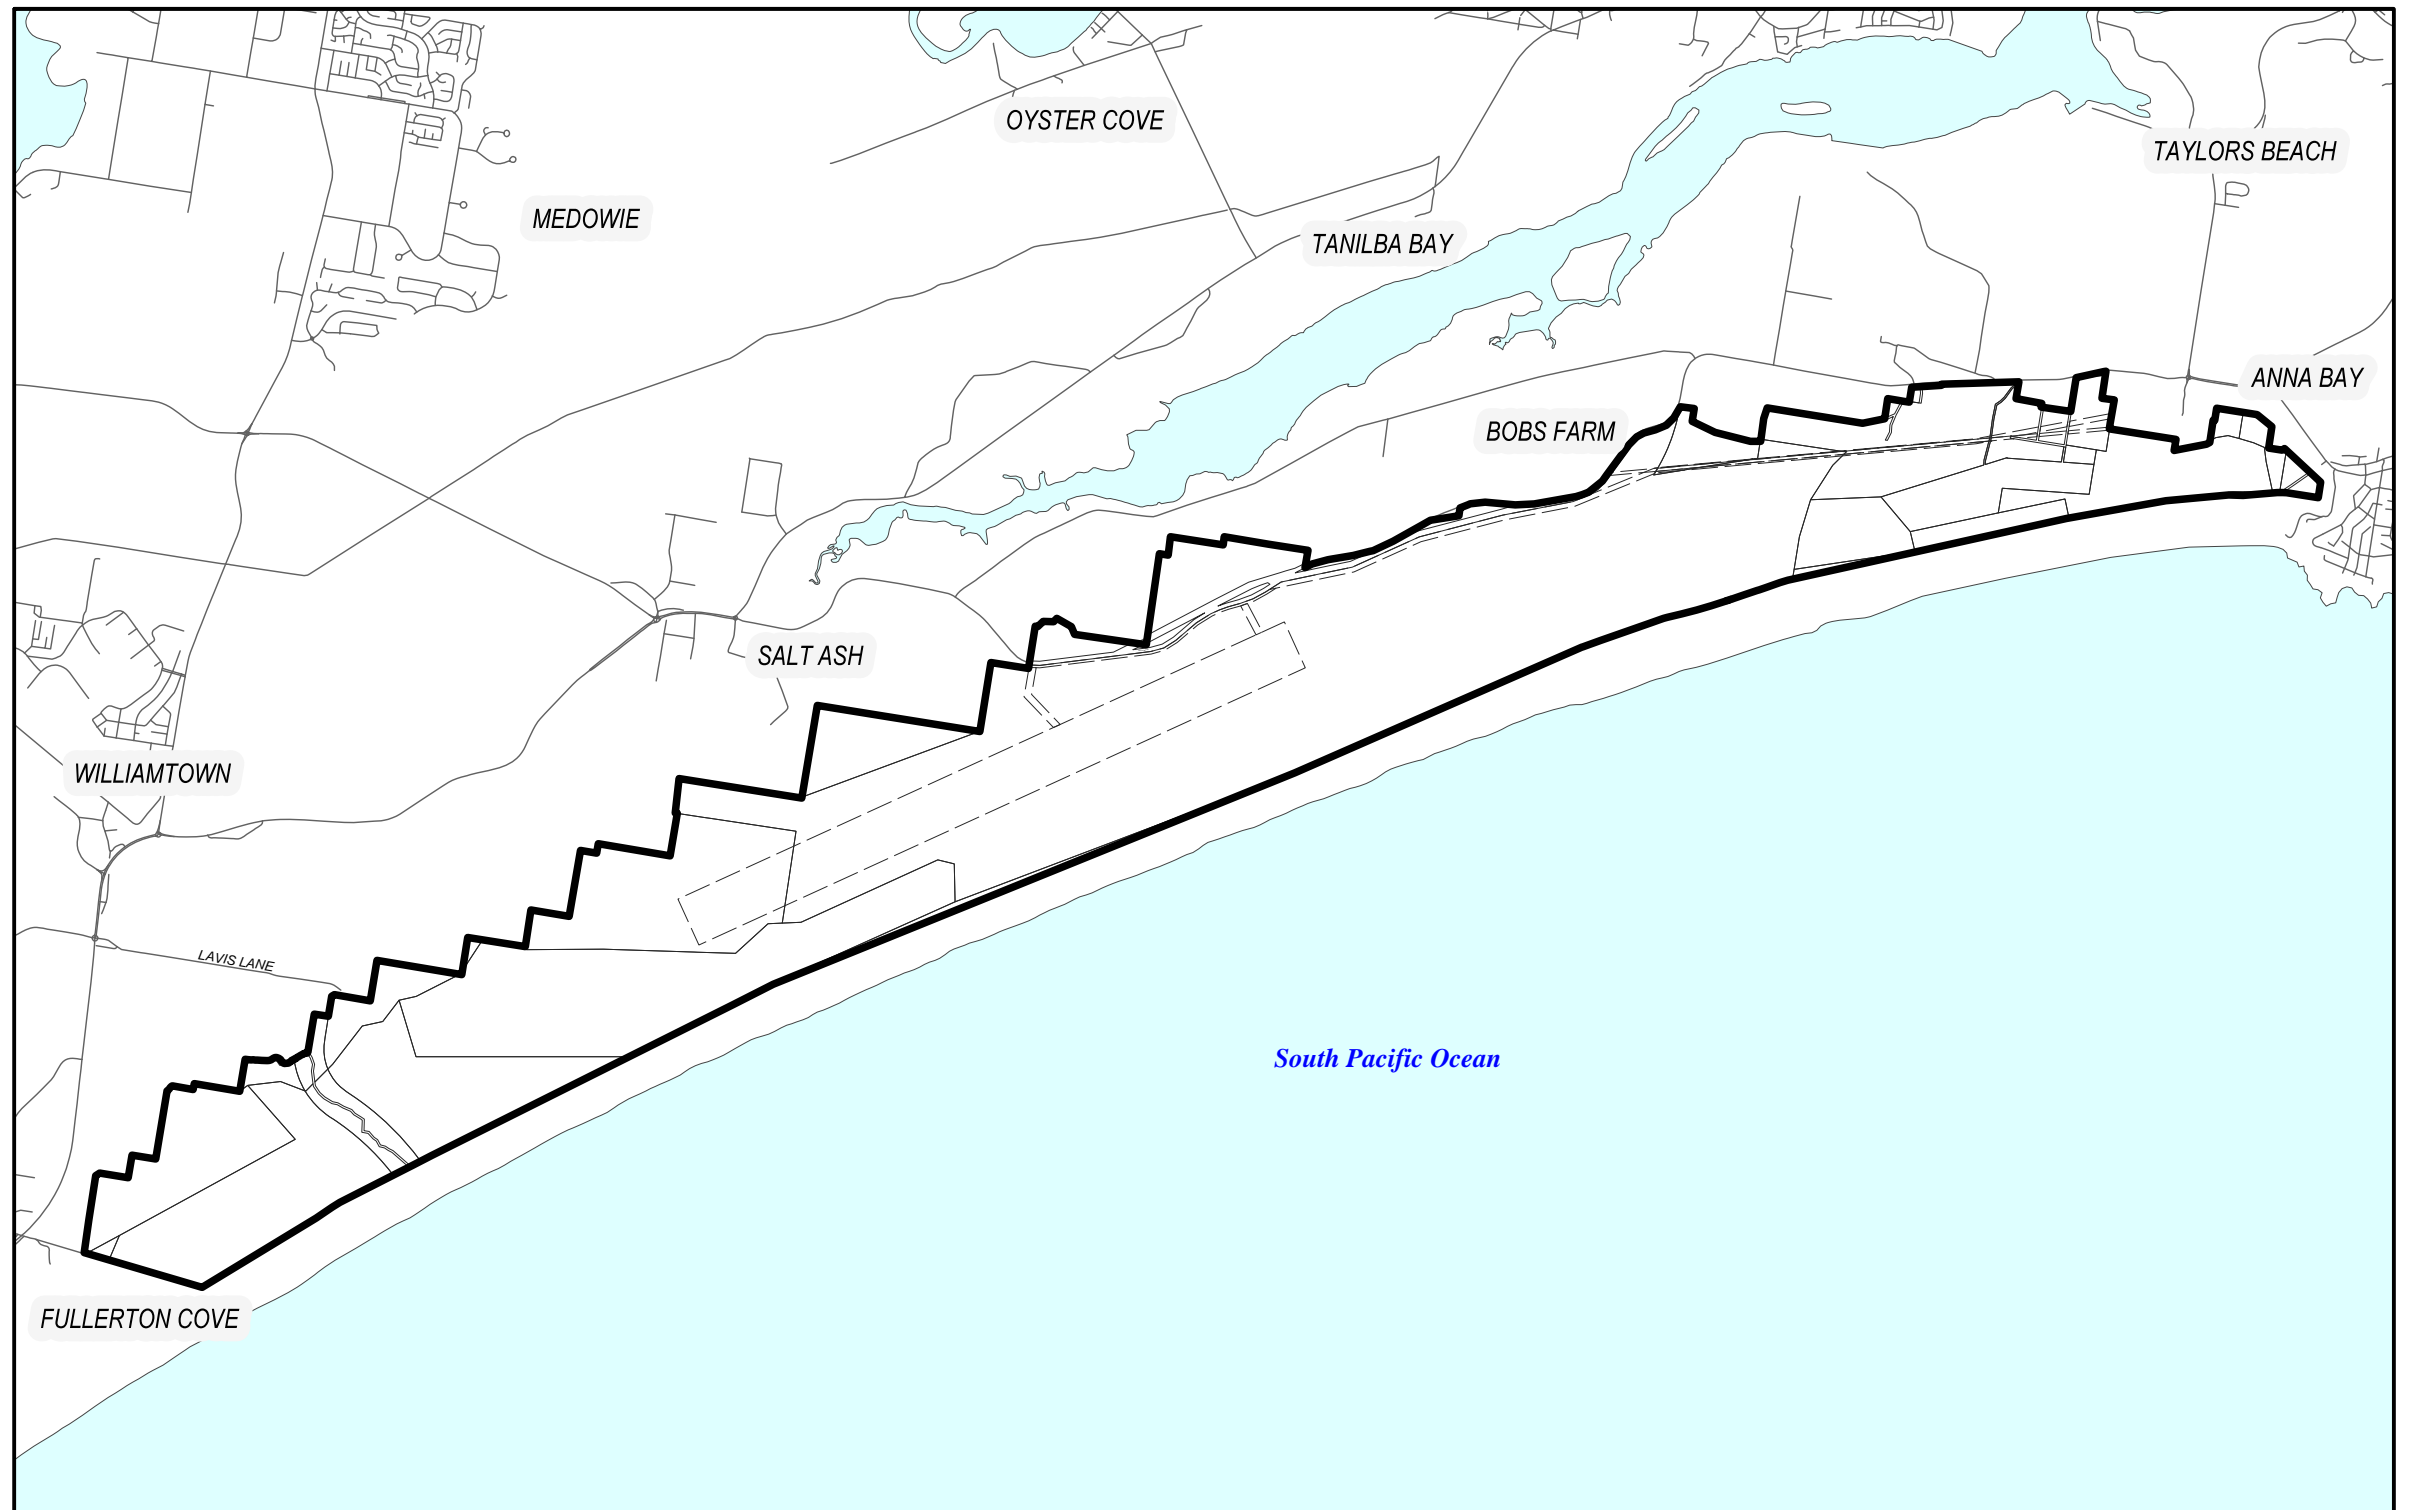 OYSTER COVE
TAYLORS BEACH
MEDOWIE
TANILBA BAY
ANNA BAY
BOBS FARM
SALT ASH
WILLIAMTOWN
LAVIS LANE
South Pacific Ocean
FULLERTON COVE